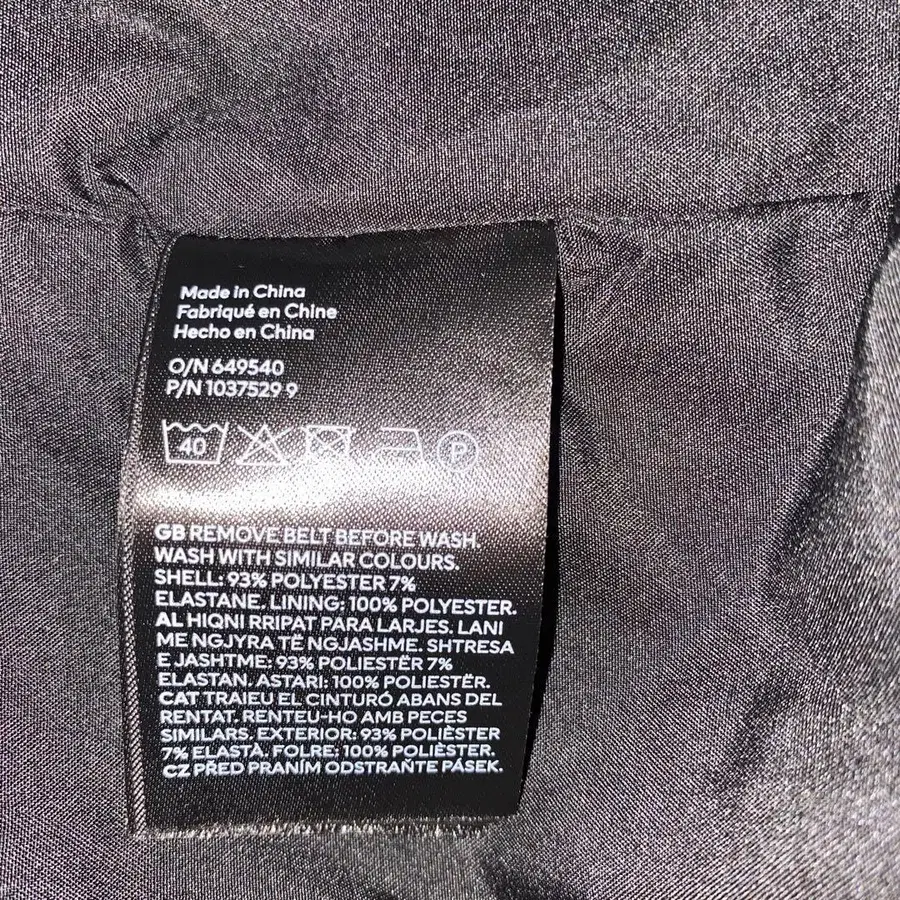 Made in China
Fabriqué en Chine
Hecho en China
O/N 649540
P/N 1037529 9
40 P
GB REMOVE BELT BEFORE WASH.
WASH WITH SIMILAR COLOURS.
SHELL: 93% POLYESTER 7%
ELASTANE. LINING: 100% POLYESTER.
AL HIQNI RRIPAT PARA LARJES. LANI
ME NGJYRA TË NGJASHME. SHTRESA
E JASHTME: 93% POLIESTËR 7%
ELASTAN. ASTARI: 100% POLIESTËR.
CAT TRAIEU EL CINTURÓ ABANS DEL
RENTAT. RENTEU-HO AMB PECES
SIMILARS. EXTERIOR: 93% POLIÈSTER
7% ELASTÀ. FOLRE: 100% POLIÈSTER.
CZ PŘED PRANÍM ODSTRAŇTE PÁSEK.